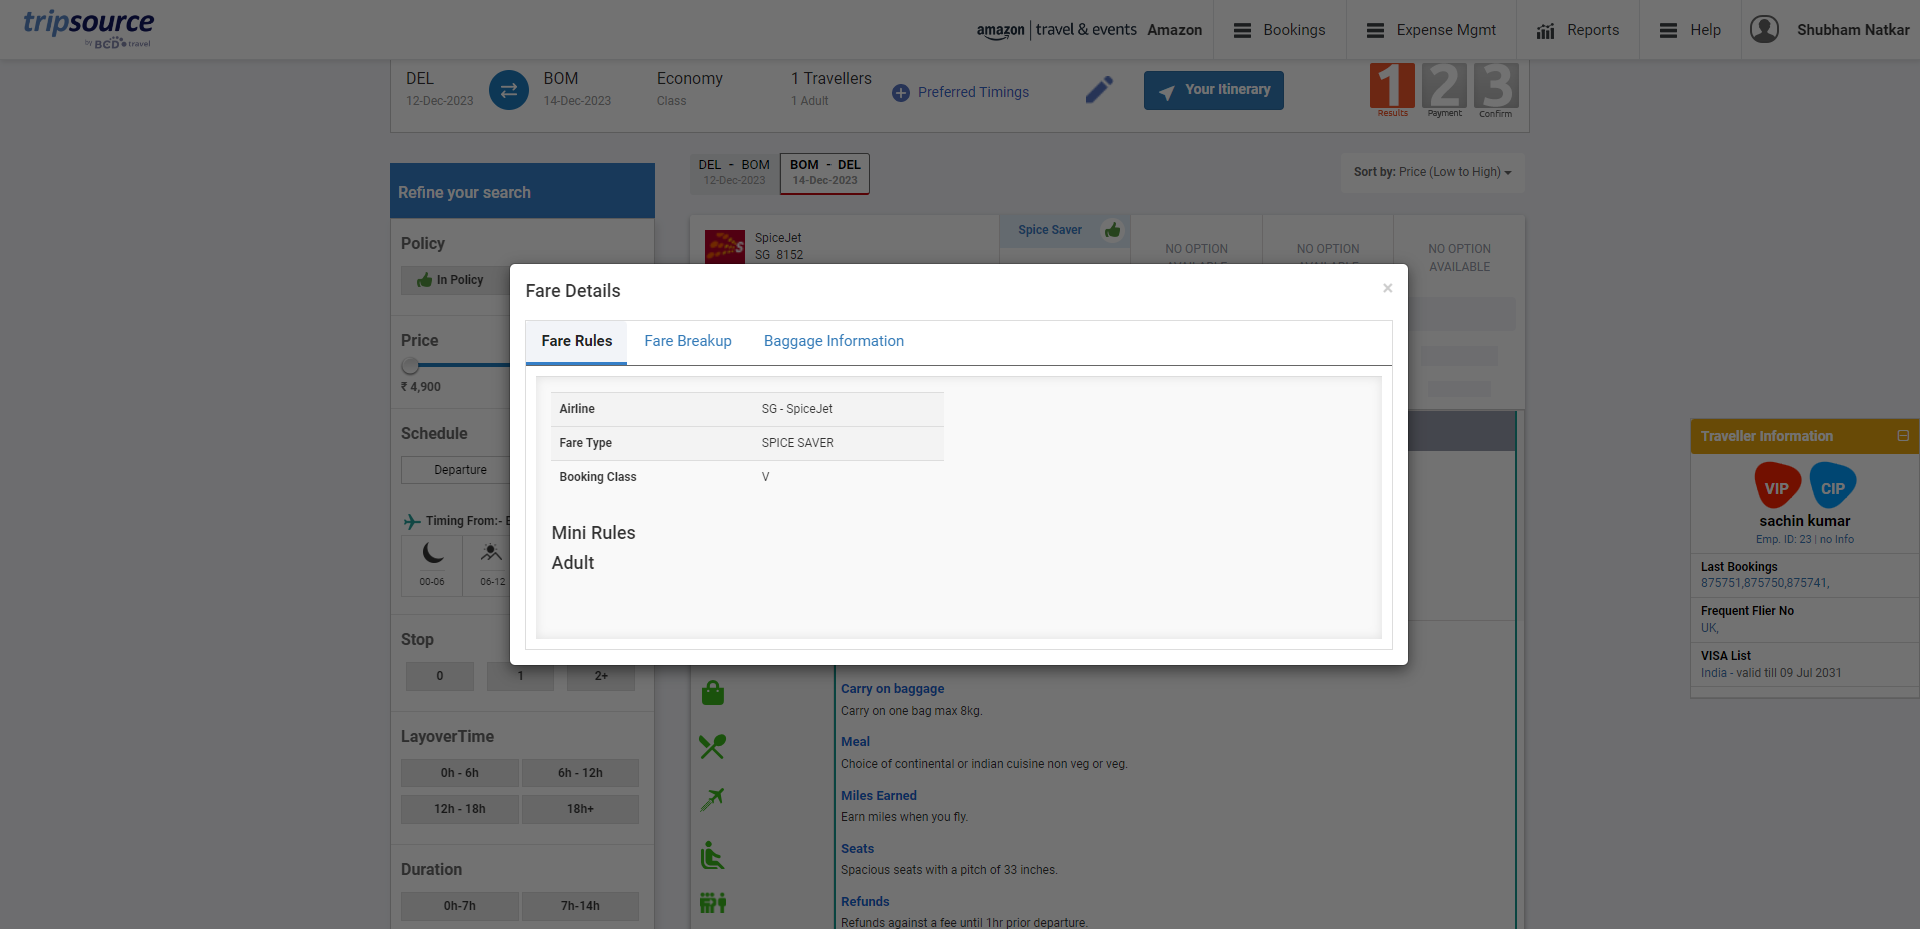 tripsource
by BCD travel
amazon | travel & events Amazon
Bookings
Expense Mgmt
Reports
Help
Shubham Natkar
DEL
12-Dec-2023
BOM
14-Dec-2023
Economy
Class
1 Travellers
1 Adult
Preferred Timings
Your Itinerary
1 2 3
Results Payment Confirm
DEL - BOM
12-Dec-2023
BOM - DEL
14-Dec-2023
Sort by: Price (Low to High)
Refine your search
Policy
In Policy
Price
₹ 4,900
Schedule
Departure
Timing From:-
00-06
06-12
Stop
0
1
2+
LayoverTime
0h - 6h
6h - 12h
12h - 18h
18h+
Duration
0h-7h
7h-14h
SpiceJet
SG 8152
Spice Saver
NO OPTION
AVAILABLE
NO OPTION
AVAILABLE
NO OPTION
AVAILABLE
Fare Details
×
Fare Rules
Fare Breakup
Baggage Information
Airline SG - SpiceJet
Fare Type SPICE SAVER
Booking Class V
Mini Rules
Adult
Carry on baggage
Carry on one bag max 8kg.
Meal
Choice of continental or indian cuisine non veg or veg.
Miles Earned
Earn miles when you fly.
Seats
Spacious seats with a pitch of 33 inches.
Refunds
Refunds against a fee until 1hr prior departure.
Traveller Information
VIP
CIP
sachin kumar
Emp. ID: 23 | no Info
Last Bookings
875751,875750,875741,
Frequent Flier No
UK,
VISA List
India - valid till 09 Jul 2031